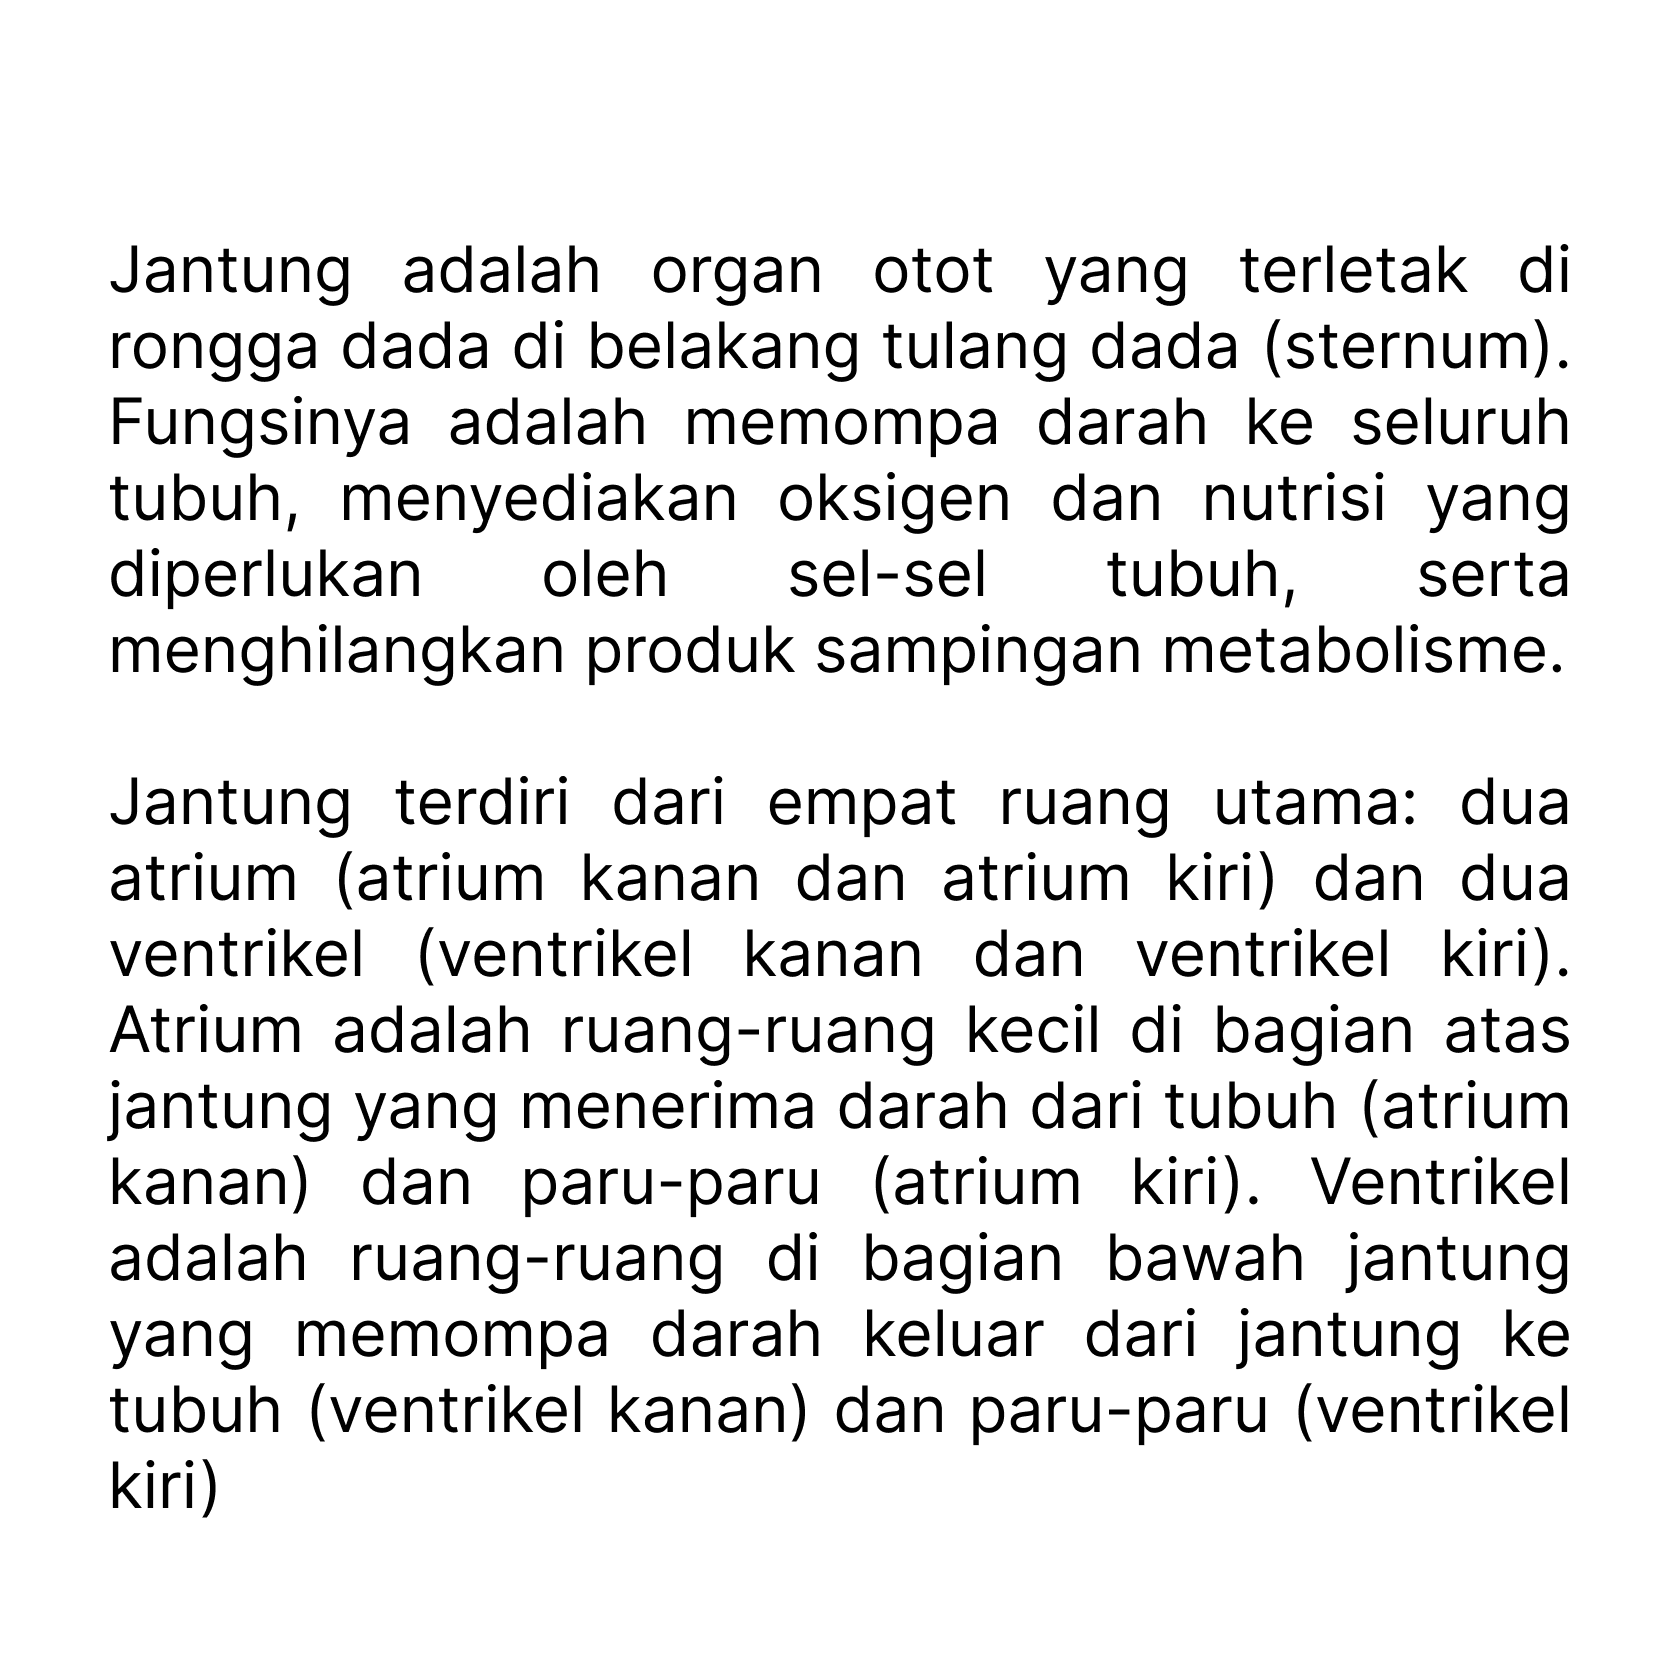 Jantung adalah organ otot yang terletak di
rongga dada di belakang tulang dada (sternum).
Fungsinya adalah memompa darah ke seluruh
tubuh, menyediakan oksigen dan nutrisi yang
diperlukan oleh sel-sel tubuh, serta
menghilangkan produk sampingan metabolisme.
Jantung terdiri dari empat ruang utama: dua
atrium (atrium kanan dan atrium kiri) dan dua
ventrikel (ventrikel kanan dan ventrikel kiri).
Atrium adalah ruang-ruang kecil di bagian atas
jantung yang menerima darah dari tubuh (atrium
kanan) dan paru-paru (atrium kiri). Ventrikel
adalah ruang-ruang di bagian bawah jantung
yang memompa darah keluar dari jantung ke
tubuh (ventrikel kanan) dan paru-paru (ventrikel
kiri)